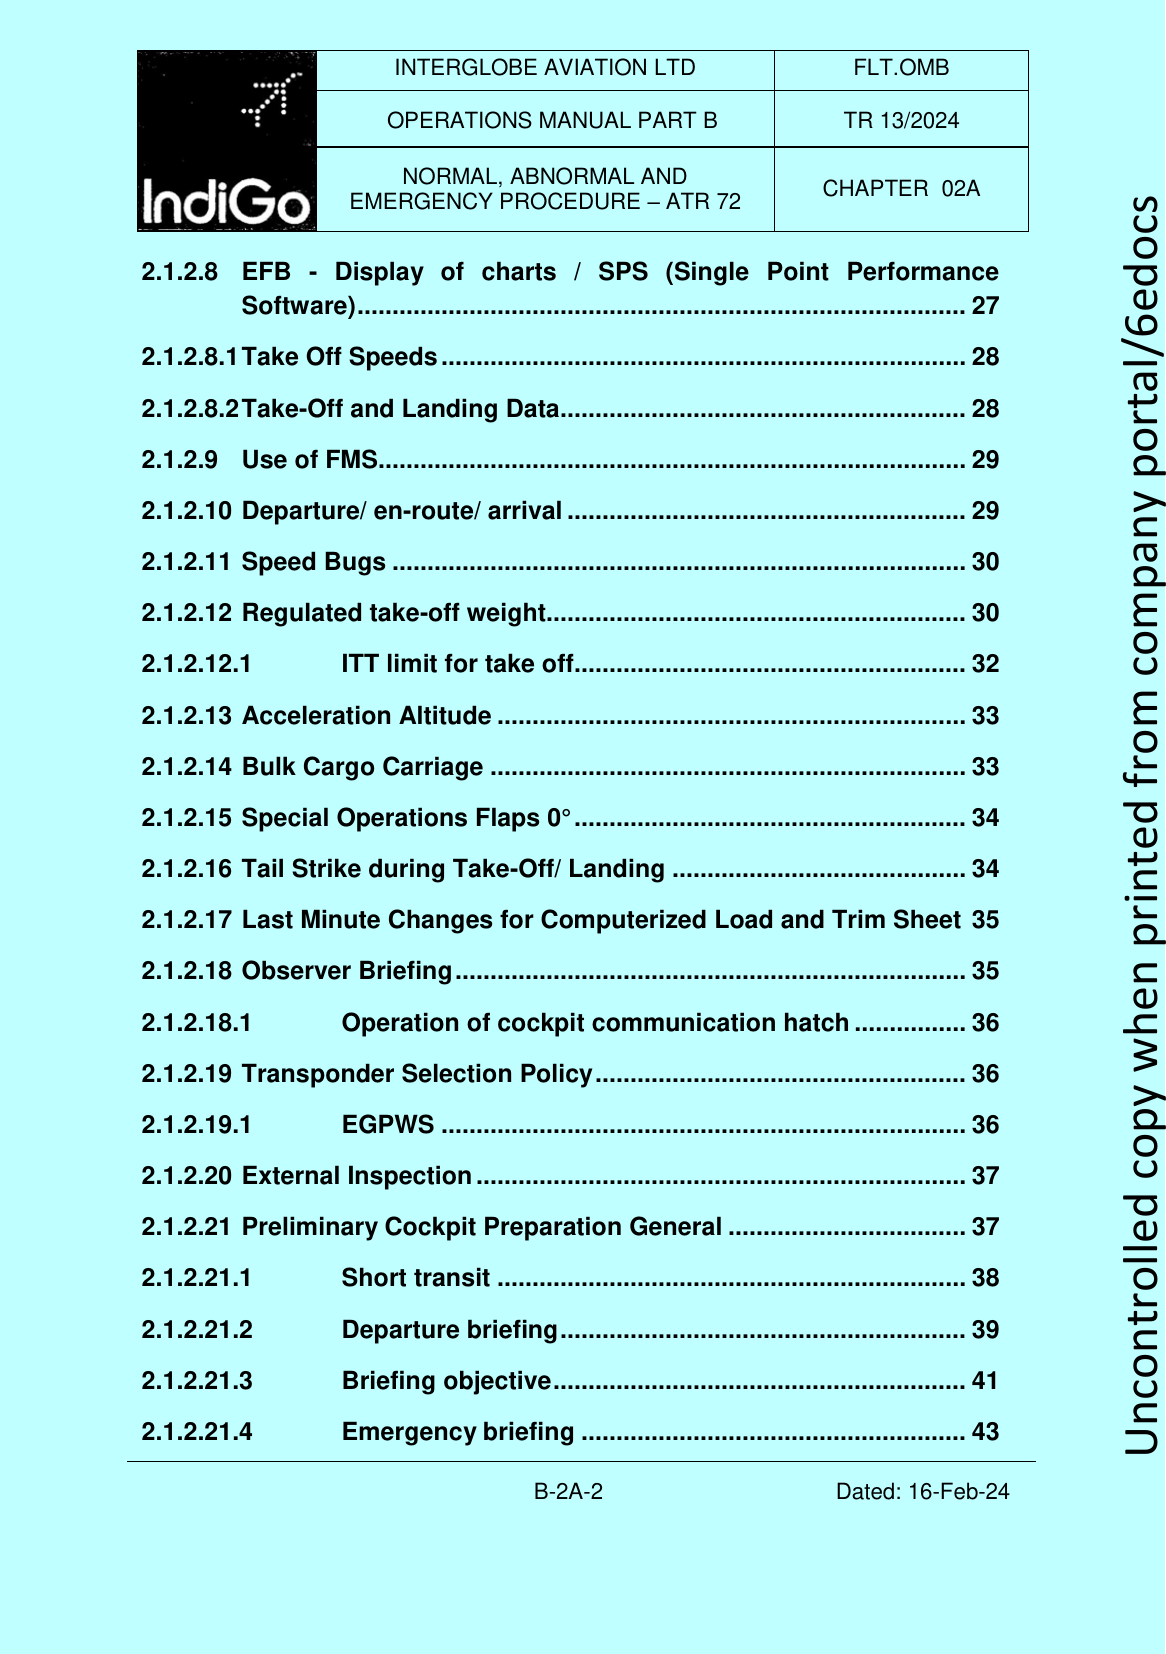 IndiGo
INTERGLOBE AVIATION LTD
FLT.OMB
OPERATIONS MANUAL PART B
TR 13/2024
NORMAL, ABNORMAL AND
EMERGENCY PROCEDURE – ATR 72
CHAPTER 02A
2.1.2.8 EFB - Display of charts / SPS (Single Point Performance
Software)....................................................................................... 27
2.1.2.8.1 Take Off Speeds........................................................................... 28
2.1.2.8.2 Take-Off and Landing Data.......................................................... 28
2.1.2.9 Use of FMS.................................................................................... 29
2.1.2.10 Departure/ en-route/ arrival ......................................................... 29
2.1.2.11 Speed Bugs .................................................................................. 30
2.1.2.12 Regulated take-off weight............................................................ 30
2.1.2.12.1 ITT limit for take off........................................................ 32
2.1.2.13 Acceleration Altitude ................................................................... 33
2.1.2.14 Bulk Cargo Carriage .................................................................... 33
2.1.2.15 Special Operations Flaps 0°........................................................ 34
2.1.2.16 Tail Strike during Take-Off/ Landing .......................................... 34
2.1.2.17 Last Minute Changes for Computerized Load and Trim Sheet 35
2.1.2.18 Observer Briefing......................................................................... 35
2.1.2.18.1 Operation of cockpit communication hatch ................ 36
2.1.2.19 Transponder Selection Policy..................................................... 36
2.1.2.19.1 EGPWS ........................................................................... 36
2.1.2.20 External Inspection ...................................................................... 37
2.1.2.21 Preliminary Cockpit Preparation General .................................. 37
2.1.2.21.1 Short transit ................................................................... 38
2.1.2.21.2 Departure briefing.......................................................... 39
2.1.2.21.3 Briefing objective........................................................... 41
2.1.2.21.4 Emergency briefing ....................................................... 43
B-2A-2
Dated: 16-Feb-24
Uncontrolled copy when printed from company portal/6edocs